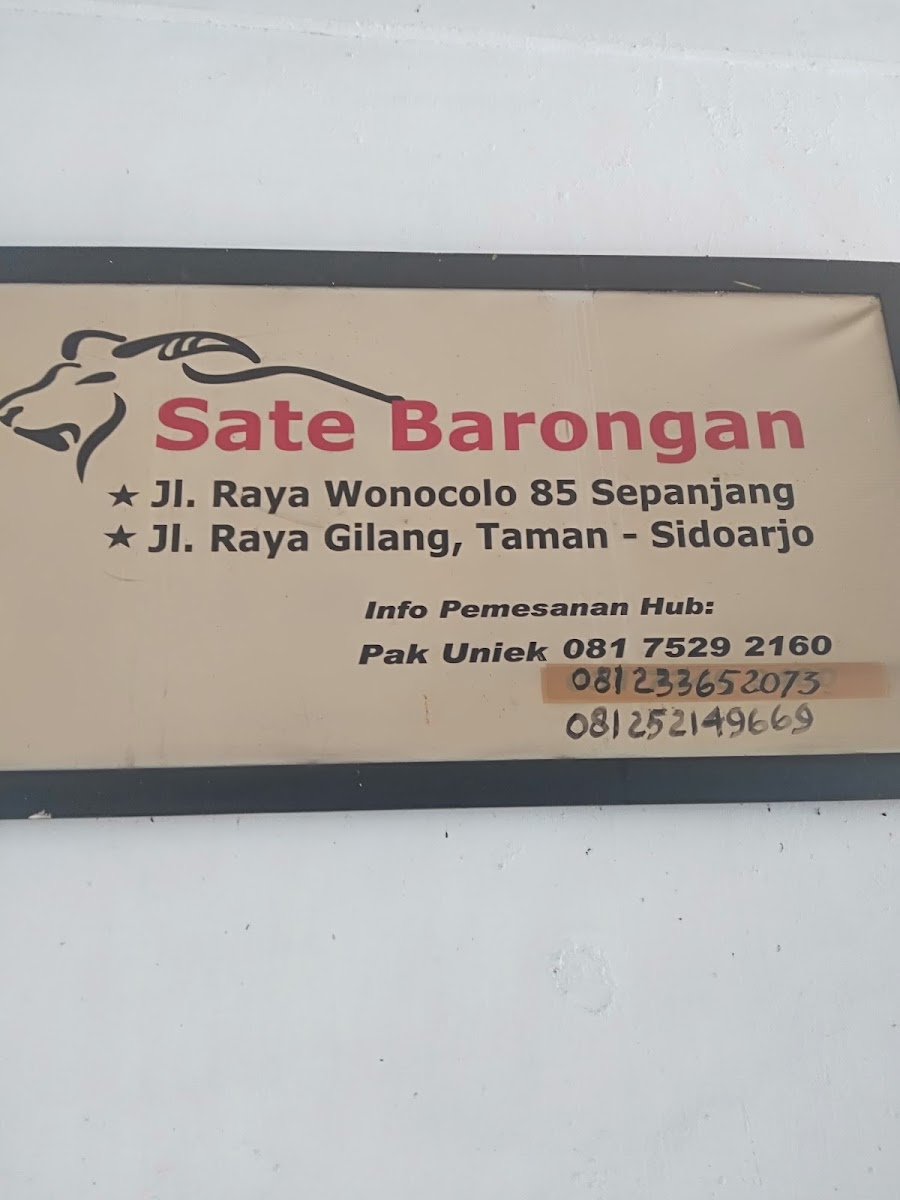 Sate Barongan
★ Jl. Raya Wonocolo 85 Sepanjang
★ Jl. Raya Gilang, Taman - Sidoarjo
Info Pemesanan Hub:
Pak Uniek 081 7529 2160
081233652073
081252149669